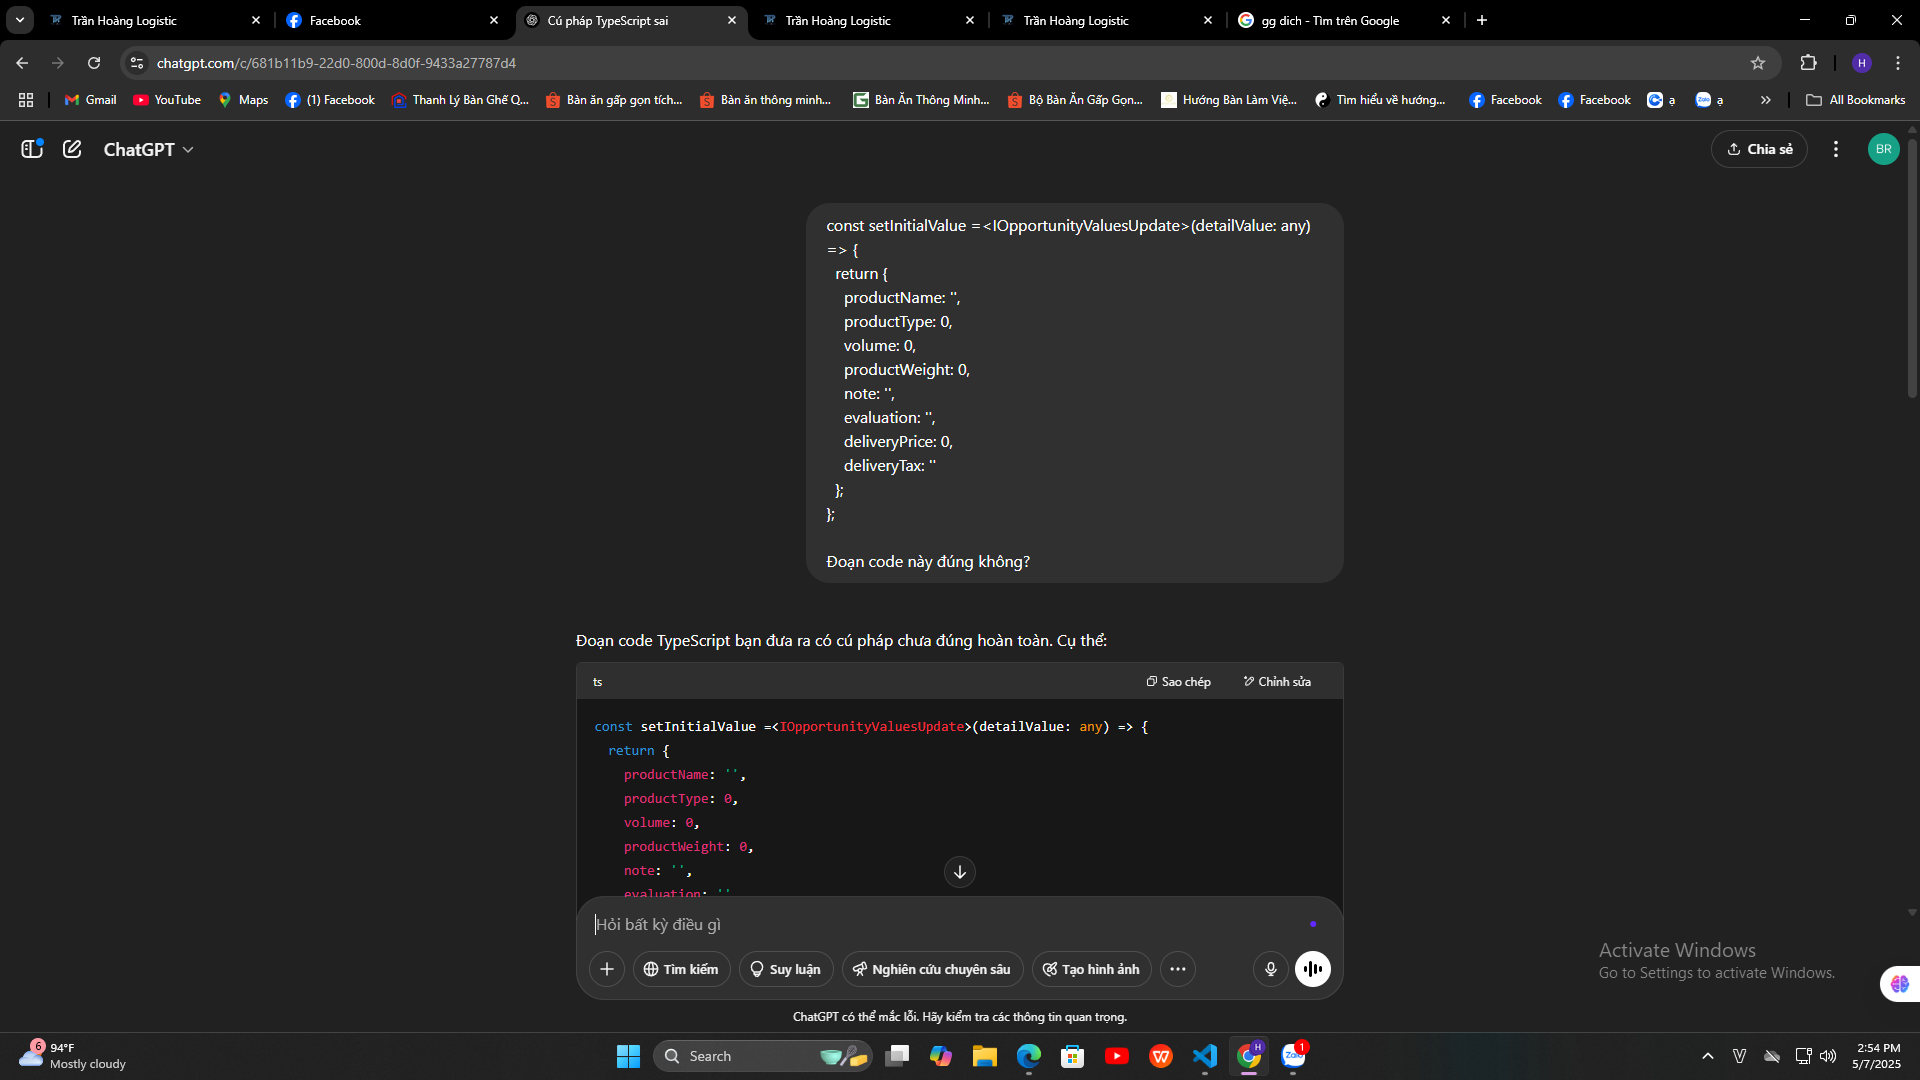 Trần Hoàng Logistic
Facebook
Cú pháp TypeScript sai
Trần Hoàng Logistic
Trần Hoàng Logistic
gg dich - Tìm trên Google
chatgpt.com/c/681b11b9-22d0-800d-8d0f-9433a27787d4
H
Gmail
YouTube
Maps
(1) Facebook
Thanh Lý Bàn Ghế Q...
Bàn ăn gấp gọn tích...
Bàn ăn thông minh...
Bàn Ăn Thông Minh...
Bộ Bàn Ăn Gấp Gọn...
Hướng Bàn Làm Việ...
Tìm hiểu về hướng...
Facebook
Facebook
ạ
ạ
All Bookmarks
ChatGPT
Chia sẻ
BR
const setInitialValue =<IOpportunityValuesUpdate>(detailValue: any)
=> {
return {
productName: '',
productType: 0,
volume: 0,
productWeight: 0,
note: '',
evaluation: '',
deliveryPrice: 0,
deliveryTax: ''
};
};
Đoạn code này đúng không?
Đoạn code TypeScript bạn đưa ra có cú pháp chưa đúng hoàn toàn. Cụ thể:
ts
Sao chép
Chỉnh sửa
const setInitialValue =<IOpportunityValuesUpdate>(detailValue: any) => {
return {
productName: '',
productType: 0,
volume: 0,
productWeight: 0,
note: '',
evaluation: ''
Hỏi bất kỳ điều gì
Tìm kiếm
Suy luận
Nghiên cứu chuyên sâu
Tạo hình ảnh
ChatGPT có thể mắc lỗi. Hãy kiểm tra các thông tin quan trọng.
Activate Windows
Go to Settings to activate Windows.
6
94°F
Mostly cloudy
Search
H
Zalo
1
V
2:54 PM
5/7/2025